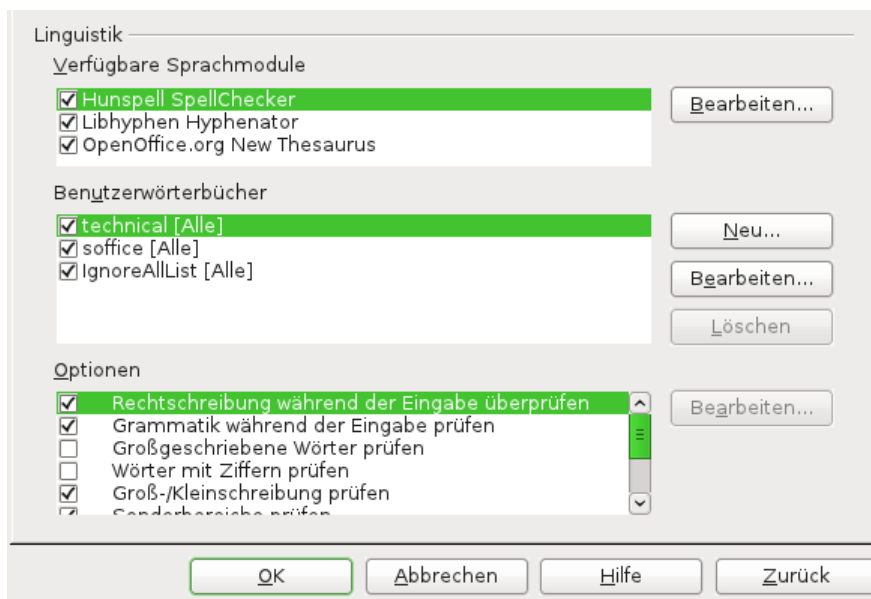 Linguistik
Verfügbare Sprachmodule
Hunspell SpellChecker
Bearbeiten...
Libhyphen Hyphenator
OpenOffice.org New Thesaurus
Benutzerwörterbücher
technical [Alle]
Neu...
soffice [Alle]
IgnoreAllList [Alle]
Bearbeiten...
Löschen
Optionen
Rechtschreibung während der Eingabe überprüfen
Bearbeiten...
Grammatik während der Eingabe prüfen
Großgeschriebene Wörter prüfen
Wörter mit Ziffern prüfen
Groß-/Kleinschreibung prüfen
Sonderbereiche prüfen
OK
Abbrechen
Hilfe
Zurück